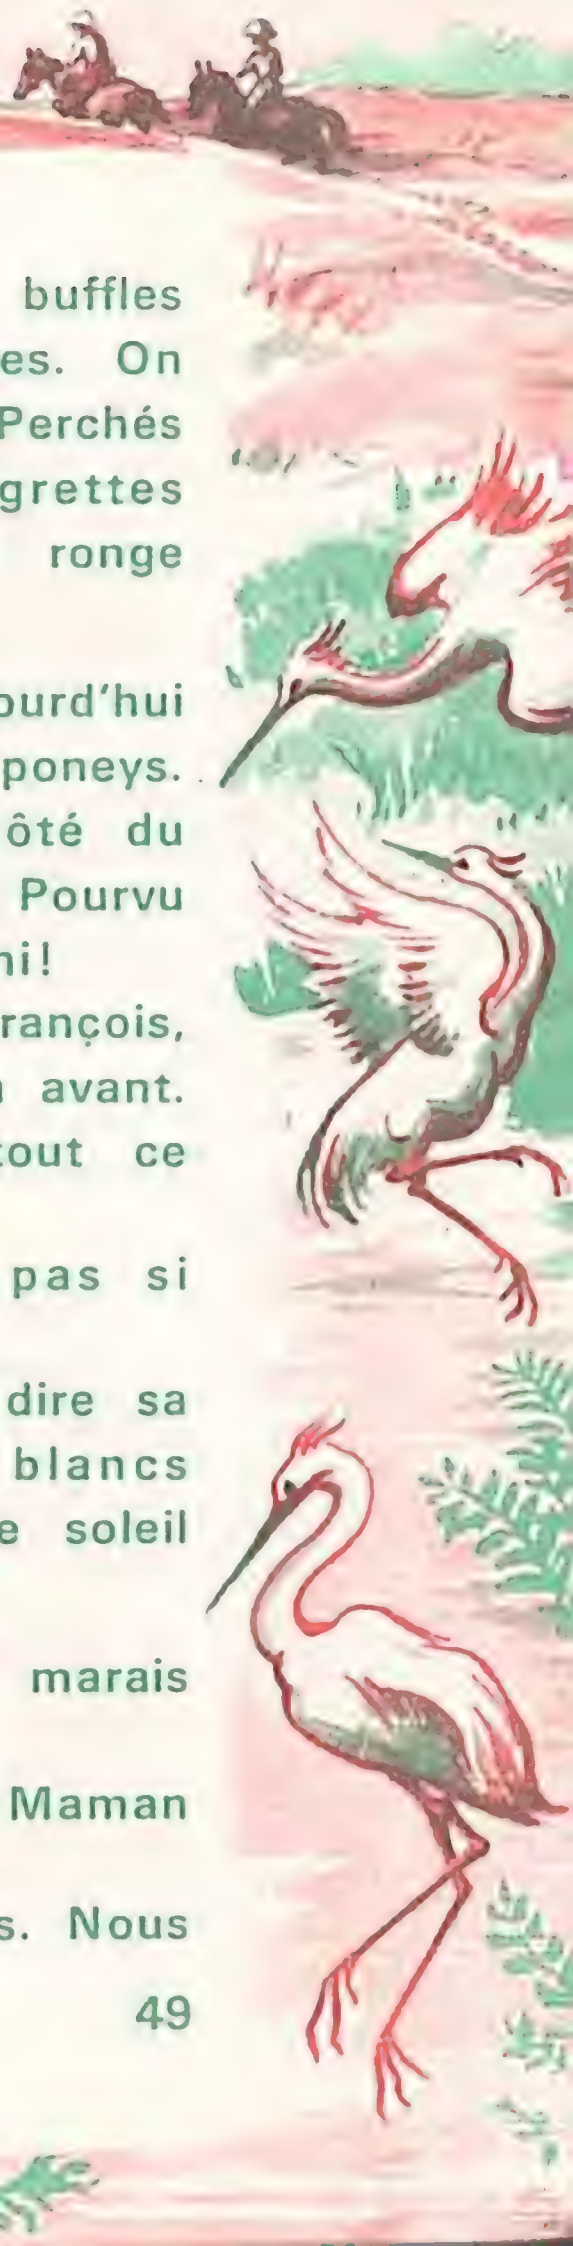 buffles
es. On
Perchés
grettes
ronge
ourd'hui
poneys.
ôté du
Pourvu
ni!
rançois,
avant.
tout ce
pas si
dire sa
blancs
e soleil
marais
Maman
s. Nous
49